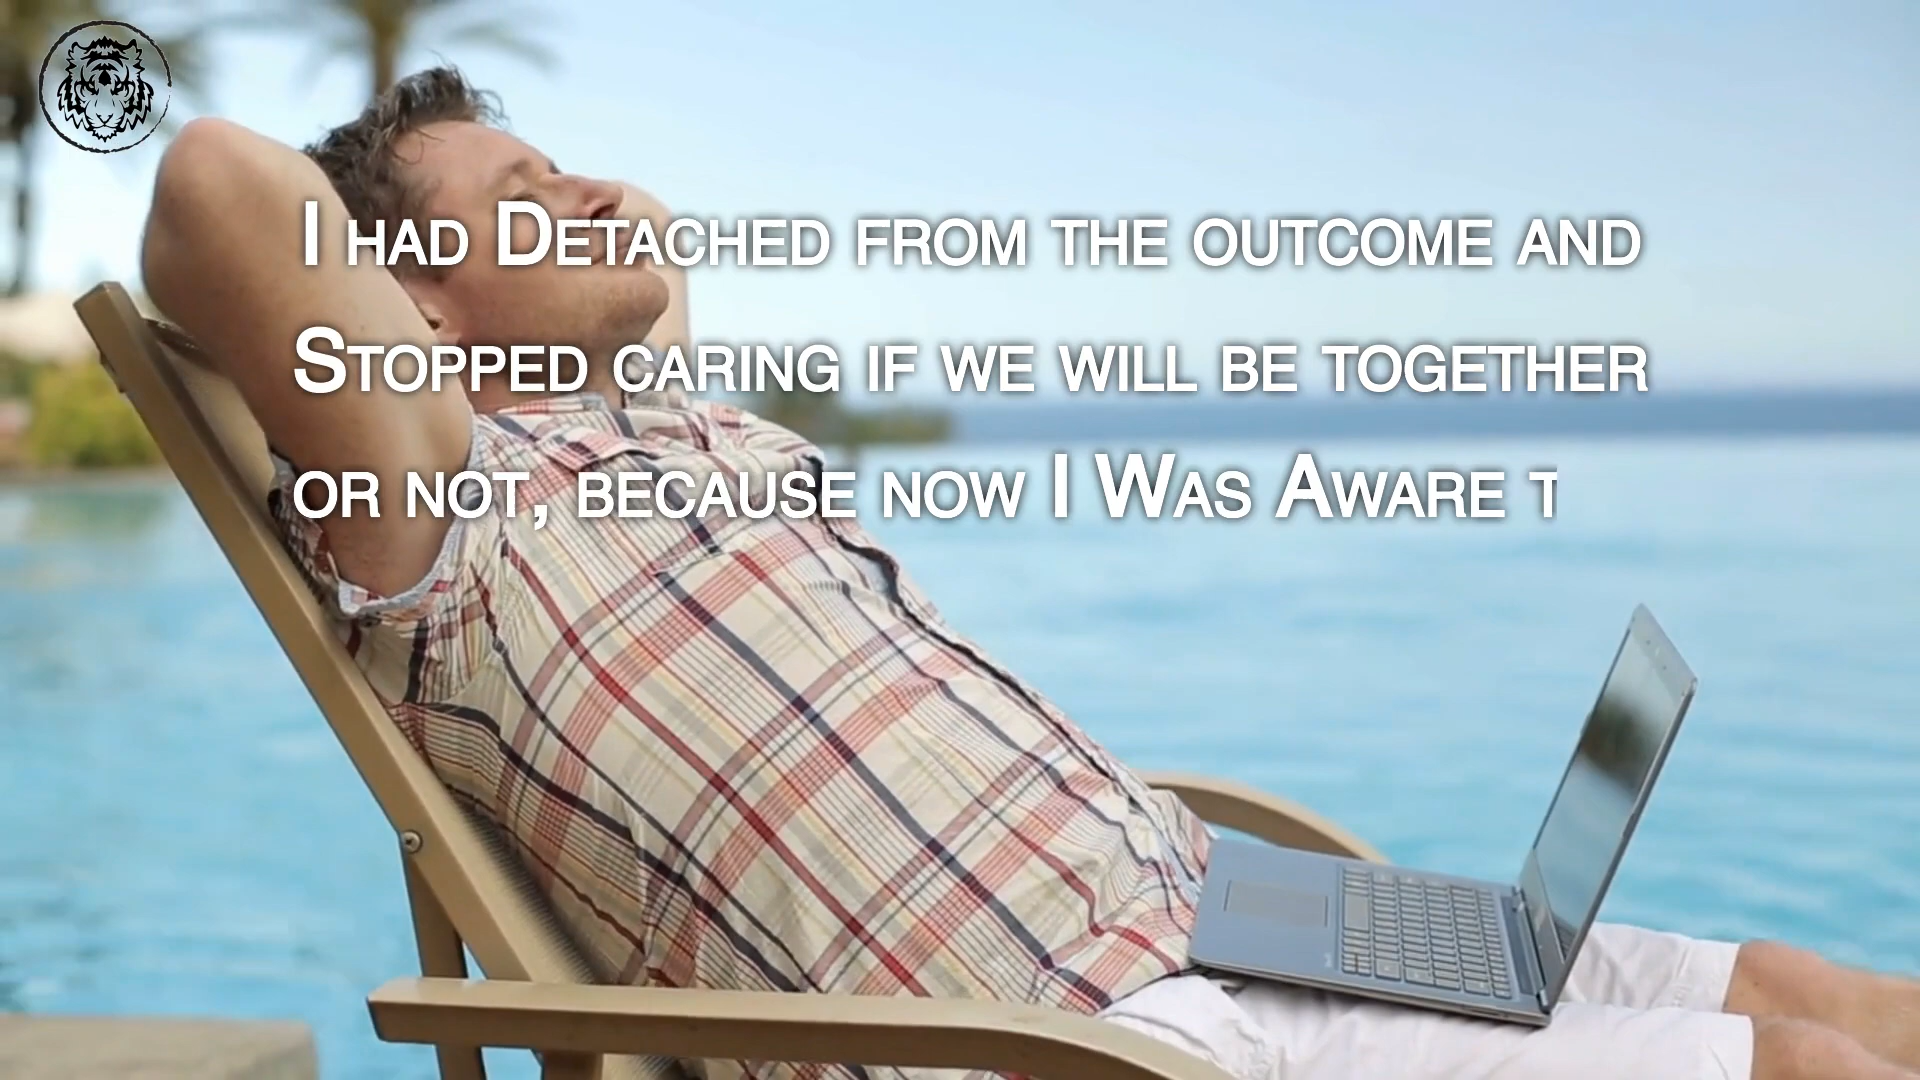 I had Detached from the outcome and
Stopped caring if we will be together
or not, because now I Was Aware t